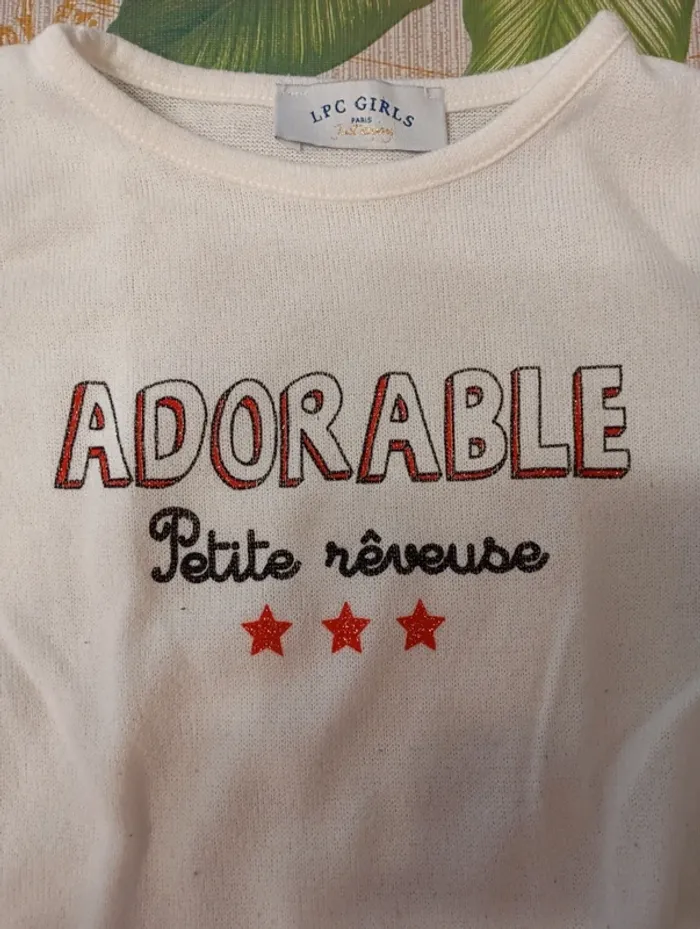 LPC GIRLS
PARIS
ADORABLE
Petite rêveuse